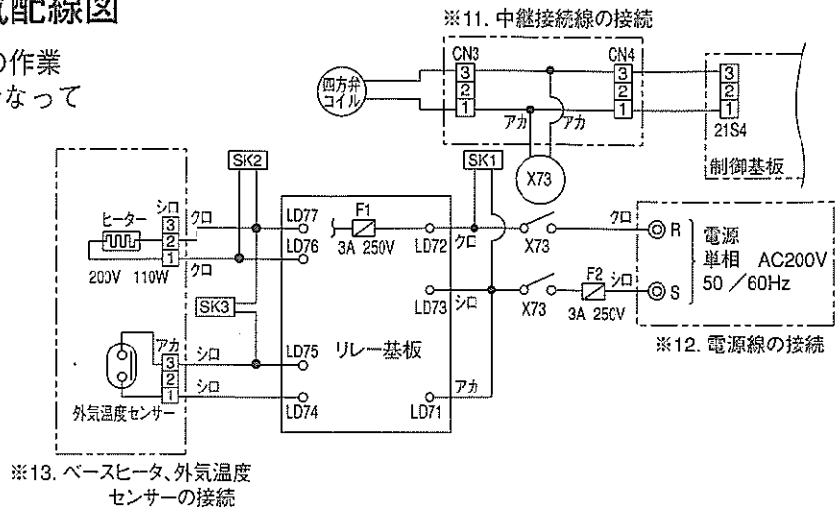 配線図
の作業
なって
※11. 中継接続線の接続
CN3
CN4
3
2
1
3
2
1
3
2
1
四方弁
コイル
アカ
アカ
21S4
制御基板
X73
SK2
SK1
シロ
クロ
ヒーター
3
2
1
200V 110W
クロ
LD77
LD76
F1
3A 250V
LD72
クロ
X73
クロ
R
電源
単相 AC200V
50/60Hz
S
SK3
LD73
シロ
X73
F2
シロ
3A 250V
※12. 電源線の接続
アカ
3
2
1
シロ
シロ
LD75
リレー基板
アカ
外気温度センサー
LD74
LD71
※13. ベースヒータ、外気温度
センサーの接続